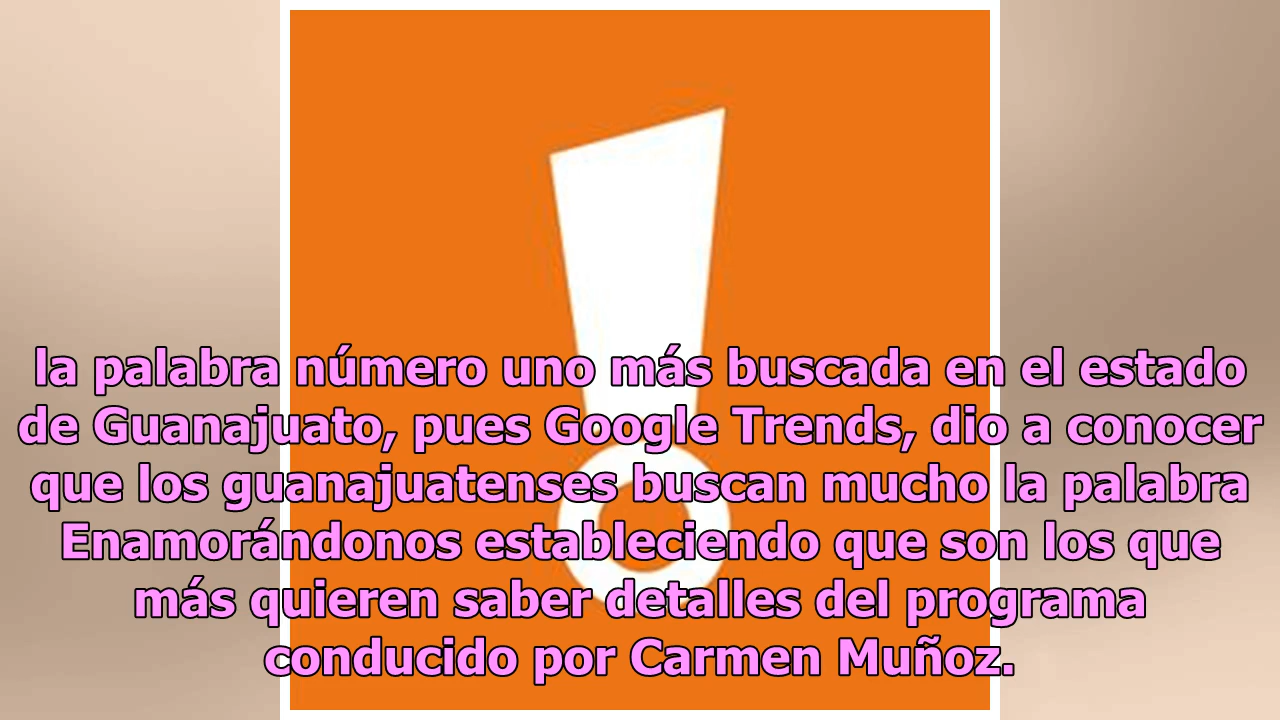 la palabra número uno más buscada en el estado
de Guanajuato, pues Google Trends, dio a conocer
que los guanajuatenses buscan mucho la palabra
Enamorándonos estableciendo que son los que
más quieren saber detalles del programa
conducido por Carmen Muñoz.